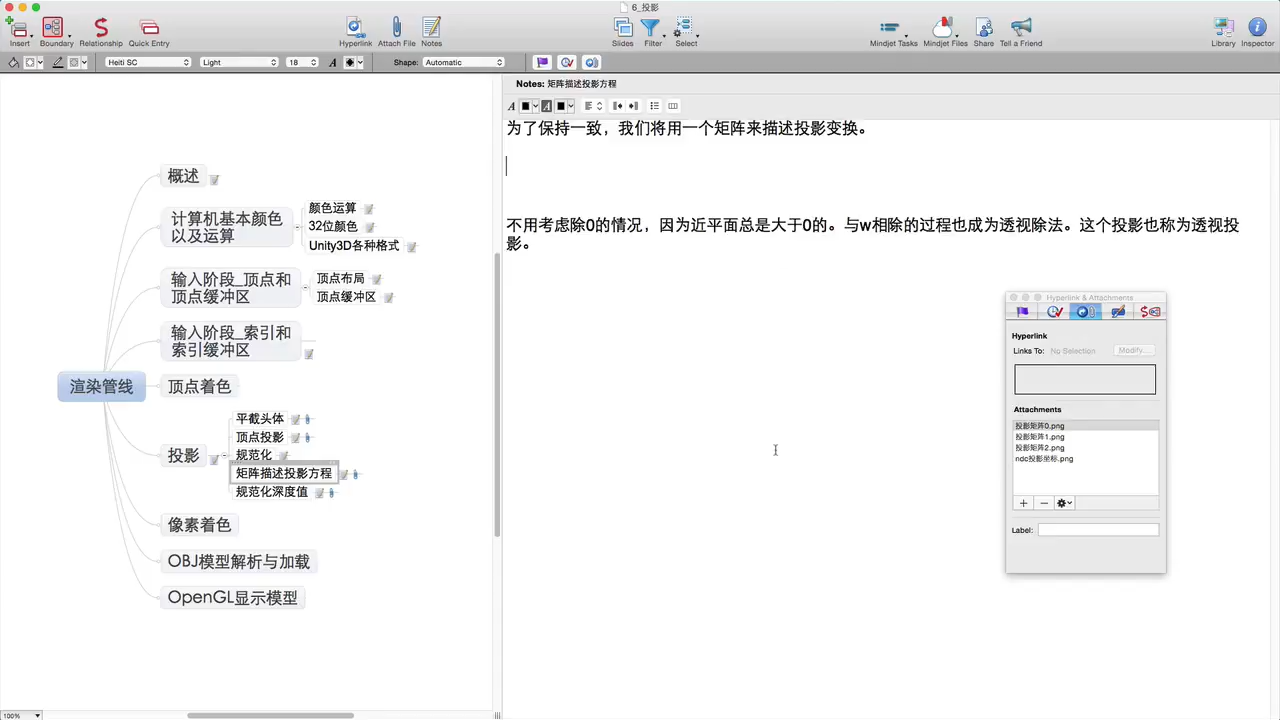 6_投影
Insert
Boundary
Relationship
Quick Entry
Hyperlink
Attach File
Notes
Slides
Filter
Select
Mindjet Tasks
Mindjet Files
Share
Tell a Friend
Library
Inspector
Heiti SC
Light
18
Shape:
Automatic
Notes: 矩阵描述投影方程
为了保持一致，我们将用一个矩阵来描述投影变换。
不用考虑除0的情况，因为近平面总是大于0的。与w相除的过程也成为透视除法。这个投影也称为透视投
影。
渲染管线
概述
计算机基本颜色
以及运算
颜色运算
32位颜色
Unity3D各种格式
输入阶段_顶点和
顶点缓冲区
顶点布局
顶点缓冲区
输入阶段_索引和
索引缓冲区
顶点着色
投影
平截头体
顶点投影
规范化
矩阵描述投影方程
规范化深度值
像素着色
OBJ模型解析与加载
OpenGL显示模型
Hyperlink & Attachments
Hyperlink
Links To: No Selection
Modify...
Attachments
投影矩阵0.png
投影矩阵1.png
投影矩阵2.png
ndc投影坐标.png
Label:
100%